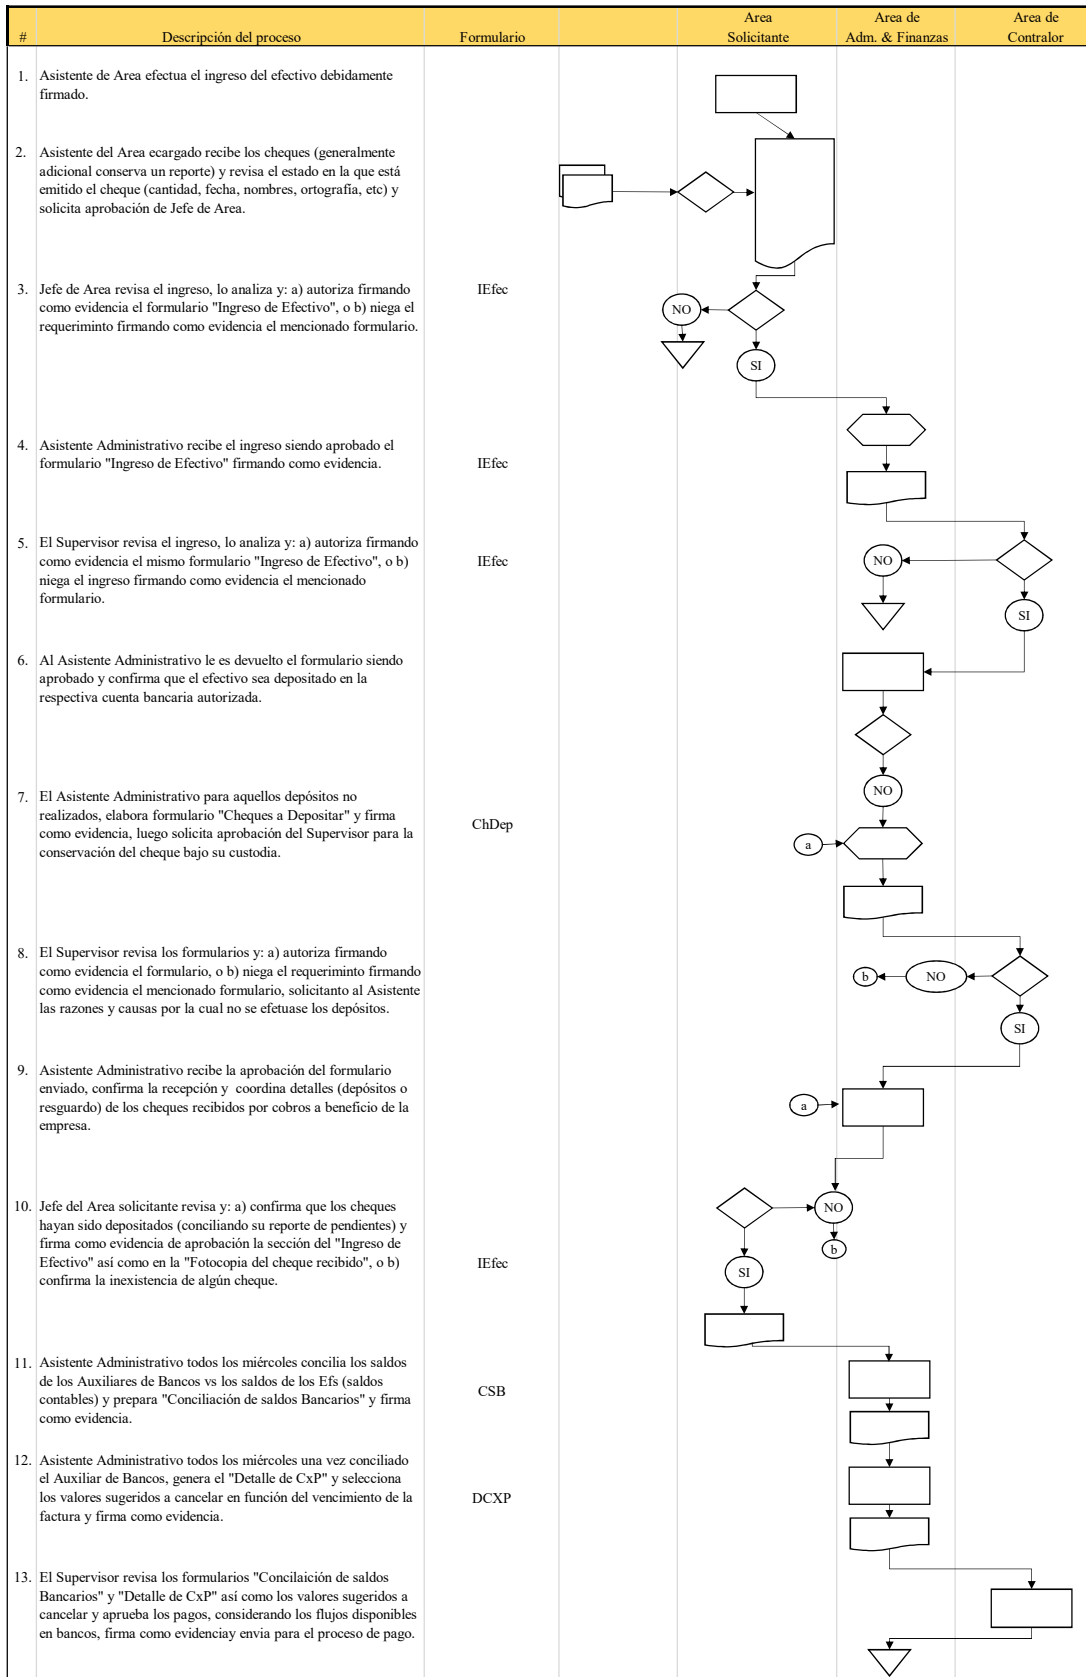 Area
Area de
Area de
#
Descripción del proceso
Formulario
Solicitante
Adm. & Finanzas
Contralor
1. Asistente de Area efectua el ingreso del efectivo debidamente
firmado.
2. Asistente del Area ecargado recibe los cheques (generalmente
adicional conserva un reporte) y revisa el estado en la que está
emitido el cheque (cantidad, fecha, nombres, ortografía, etc) y
solicita aprobación de Jefe de Area.
3. Jefe de Area revisa el ingreso, lo analiza y: a) autoriza firmando
como evidencia el formulario "Ingreso de Efectivo", o b) niega el
requeriminto firmando como evidencia el mencionado formulario.
IEfec
NO
SI
4. Asistente Administrativo recibe el ingreso siendo aprobado el
formulario "Ingreso de Efectivo" firmando como evidencia.
IEfec
5. El Supervisor revisa el ingreso, lo analiza y: a) autoriza firmando
como evidencia el mismo formulario "Ingreso de Efectivo", o b)
niega el ingreso firmando como evidencia el mencionado
formulario.
IEfec
NO
SI
6. Al Asistente Administrativo le es devuelto el formulario siendo
aprobado y confirma que el efectivo sea depositado en la
respectiva cuenta bancaria autorizada.
NO
7. El Asistente Administrativo para aquellos depósitos no
realizados, elabora formulario "Cheques a Depositar" y firma
como evidencia, luego solicita aprobación del Supervisor para la
conservación del cheque bajo su custodia.
ChDep
a
8. El Supervisor revisa los formularios y: a) autoriza firmando
como evidencia el formulario, o b) niega el requeriminto firmando
como evidencia el mencionado formulario, solicitanto al Asistente
las razones y causas por la cual no se efetuase los depósitos.
b
NO
SI
9. Asistente Administrativo recibe la aprobación del formulario
enviado, confirma la recepción y coordina detalles (depósitos o
resguardo) de los cheques recibidos por cobros a beneficio de la
empresa.
a
10. Jefe del Area solicitante revisa y: a) confirma que los cheques
hayan sido depositados (conciliando su reporte de pendientes) y
firma como evidencia de aprobación la sección del "Ingreso de
Efectivo" así como en la "Fotocopia del cheque recibido", o b)
confirma la inexistencia de algún cheque.
IEfec
NO
b
SI
11. Asistente Administrativo todos los miércoles concilia los saldos
de los Auxiliares de Bancos vs los saldos de los Efs (saldos
contables) y prepara "Conciliación de saldos Bancarios" y firma
como evidencia.
CSB
12. Asistente Administrativo todos los miércoles una vez conciliado
el Auxiliar de Bancos, genera el "Detalle de CxP" y selecciona
los valores sugeridos a cancelar en función del vencimiento de la
factura y firma como evidencia.
DCXP
13. El Supervisor revisa los formularios "Concilaición de saldos
Bancarios" y "Detalle de CxP" así como los valores sugeridos a
cancelar y aprueba los pagos, considerando los flujos disponibles
en bancos, firma como evidenciay envia para el proceso de pago.